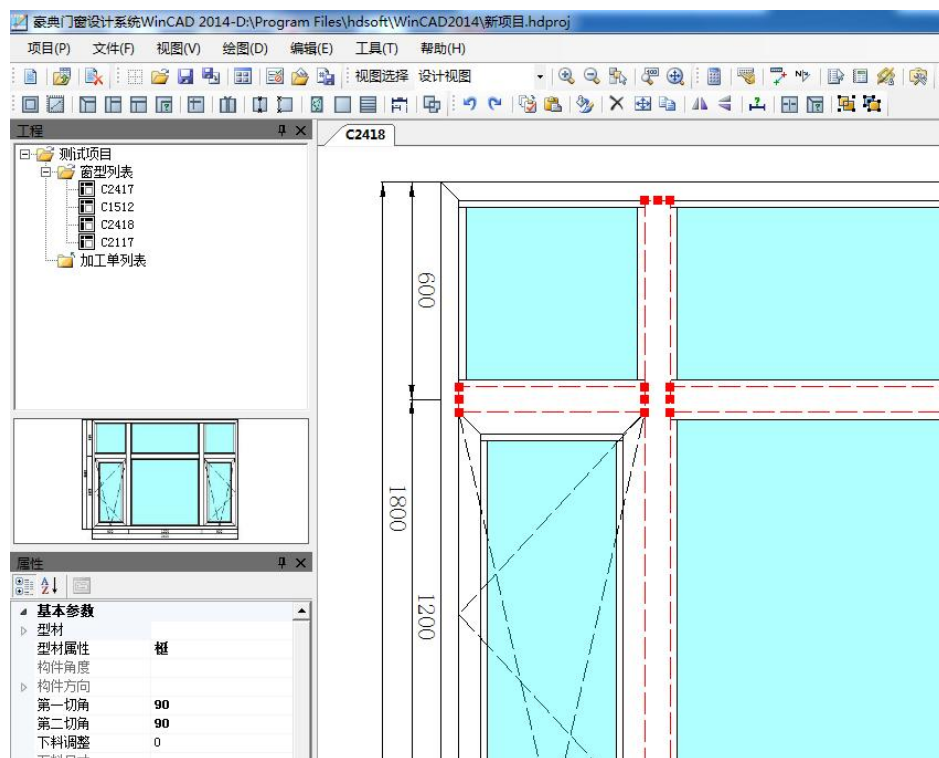 豪典门窗设计系统WinCAD 2014-D:\Program Files\hdsoft\WinCAD2014\新项目.hdproj
项目(P) 文件(F) 视图(V) 绘图(D) 编辑(E) 工具(T) 帮助(H)
视图选择 设计视图
工程
C2418
测试项目
窗型列表
C2417
C1512
C2418
C2117
加工单列表
600
1800
1200
属性
基本参数
型材
型材属性 梃
构件角度
构件方向
第一切角 90
第二切角 90
下料调整 0